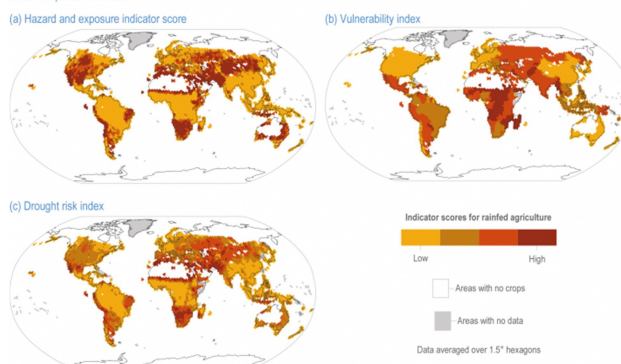 (a) Hazard and exposure indicator score
(b) Vulnerability index
(c) Drought risk index
Indicator scores for rainfed agriculture
Low
High
Areas with no crops
Areas with no data
Data averaged over 1.5° hexagons